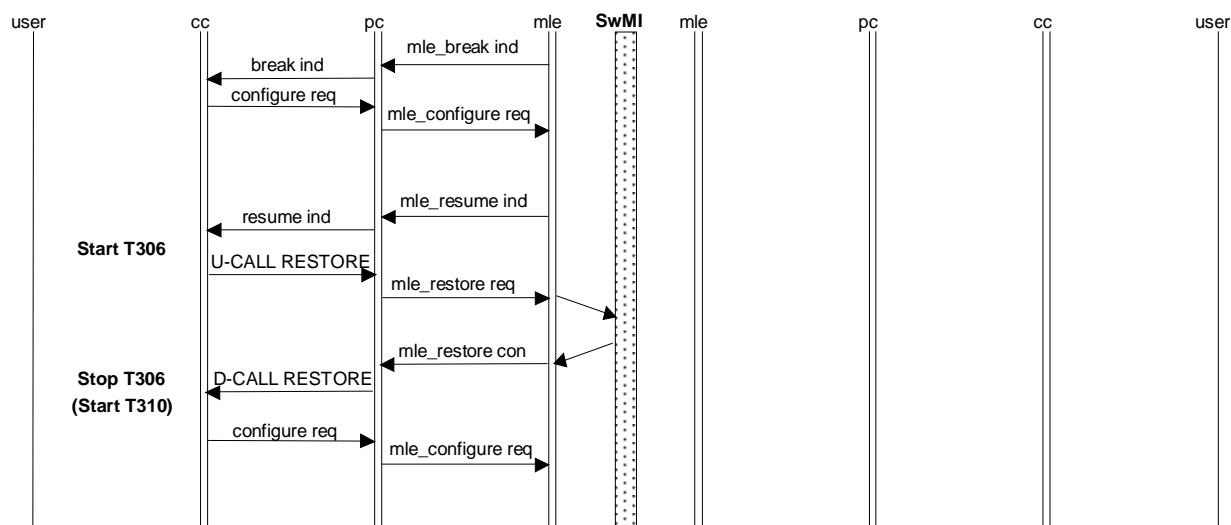 user cc pc mle SwMI mle pc cc user
mle_break ind
break ind
configure req
mle_configure req
mle_resume ind
resume ind
Start T306
U-CALL RESTORE
mle_restore req
mle_restore con
Stop T306 D-CALL RESTORE
(Start T310)
configure req
mle_configure req